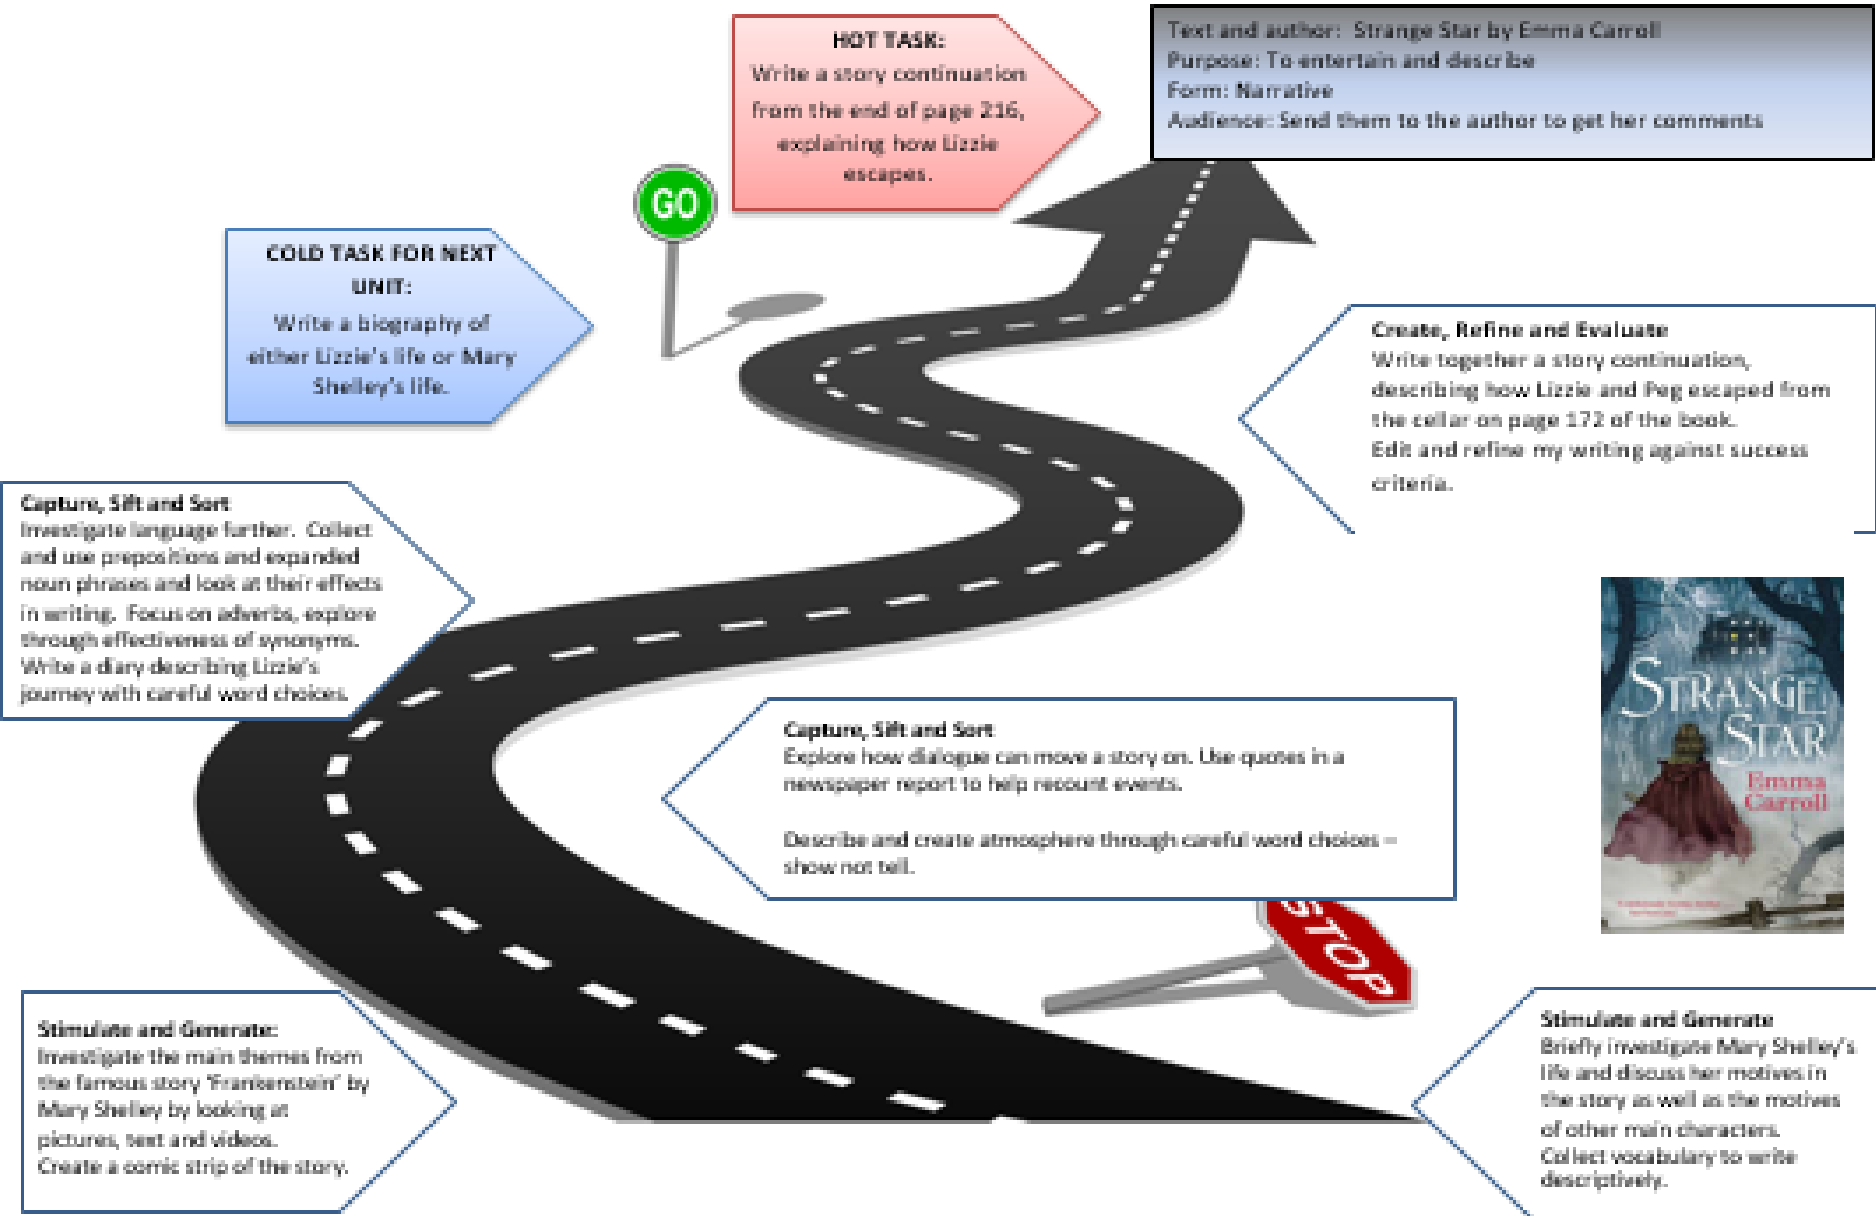 HOT TASK:
Write a story continuation
from the end of page 216,
explaining how Lizzie
escapes.
Text and author:  Strange Star by Emma Carroll
Purpose: To entertain and describe
Form: Narrative
Audience: Send them to the author to get her comments
GO
COLD TASK FOR NEXT
UNIT:
Write a biography of
either Lizzie's life or Mary
Shelley's life.
Create, Refine and Evaluate
Write together a story continuation,
describing how Lizzie and Peg escaped from
the cellar on page 172 of the book.
Edit and refine my writing against success
criteria.
Capture, Sift and Sort
Investigate language further.  Collect
and use prepositions and expanded
noun phrases and look at their effects
in writing.  Focus on adverbs, explore
through effectiveness of synonyms.
Write a diary describing Lizzie's
journey with careful word choices.
STRANGE
STAR
Emma
Carroll
Capture, Sift and Sort
Explore how dialogue can move a story on. Use quotes in a
newspaper report to help recount events.
Describe and create atmosphere through careful word choices –
show not tell.
STOP
Stimulate and Generate:
Investigate the main themes from
the famous story 'Frankenstein' by
Mary Shelley by looking at
pictures, text and videos.
Create a comic strip of the story.
Stimulate and Generate
Briefly investigate Mary Shelley's
life and discuss her motives in
the story as well as the motives
of other main characters.
Collect vocabulary to write
descriptively.